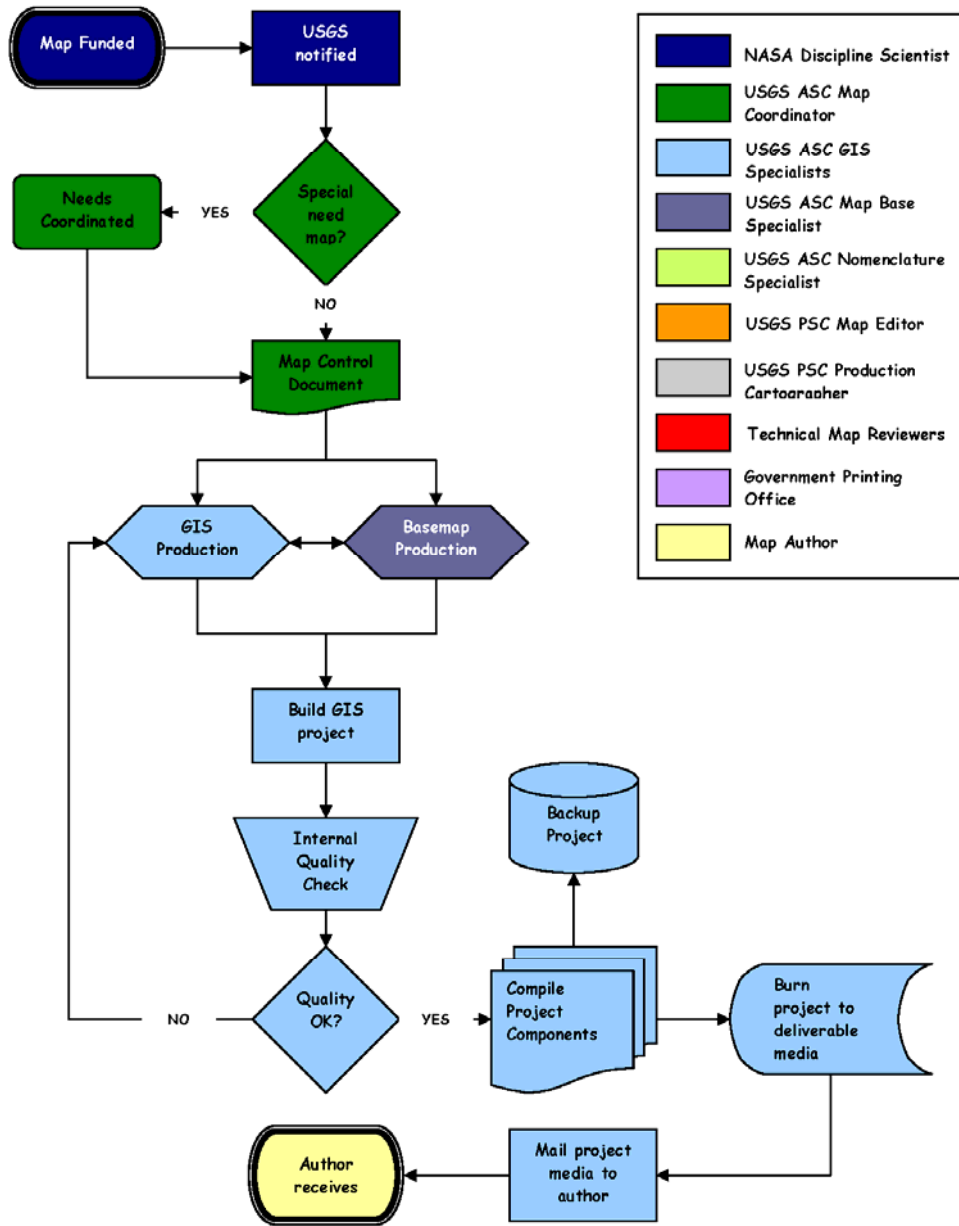 Map Funded
USGS
notified
Special
need
map?
YES
Needs
Coordinated
NO
Map Control
Document
GIS
Production
Basemap
Production
Build GIS
project
Internal
Quality
Check
Quality
OK?
NO
YES
Compile
Project
Components
Backup
Project
Burn
project to
deliverable
media
Mail project
media to
author
Author
receives
NASA Discipline Scientist
USGS ASC Map
Coordinator
USGS ASC GIS
Specialists
USGS ASC Map Base
Specialist
USGS ASC Nomenclature
Specialist
USGS PSC Map Editor
USGS PSC Production
Cartographer
Technical Map Reviewers
Government Printing
Office
Map Author